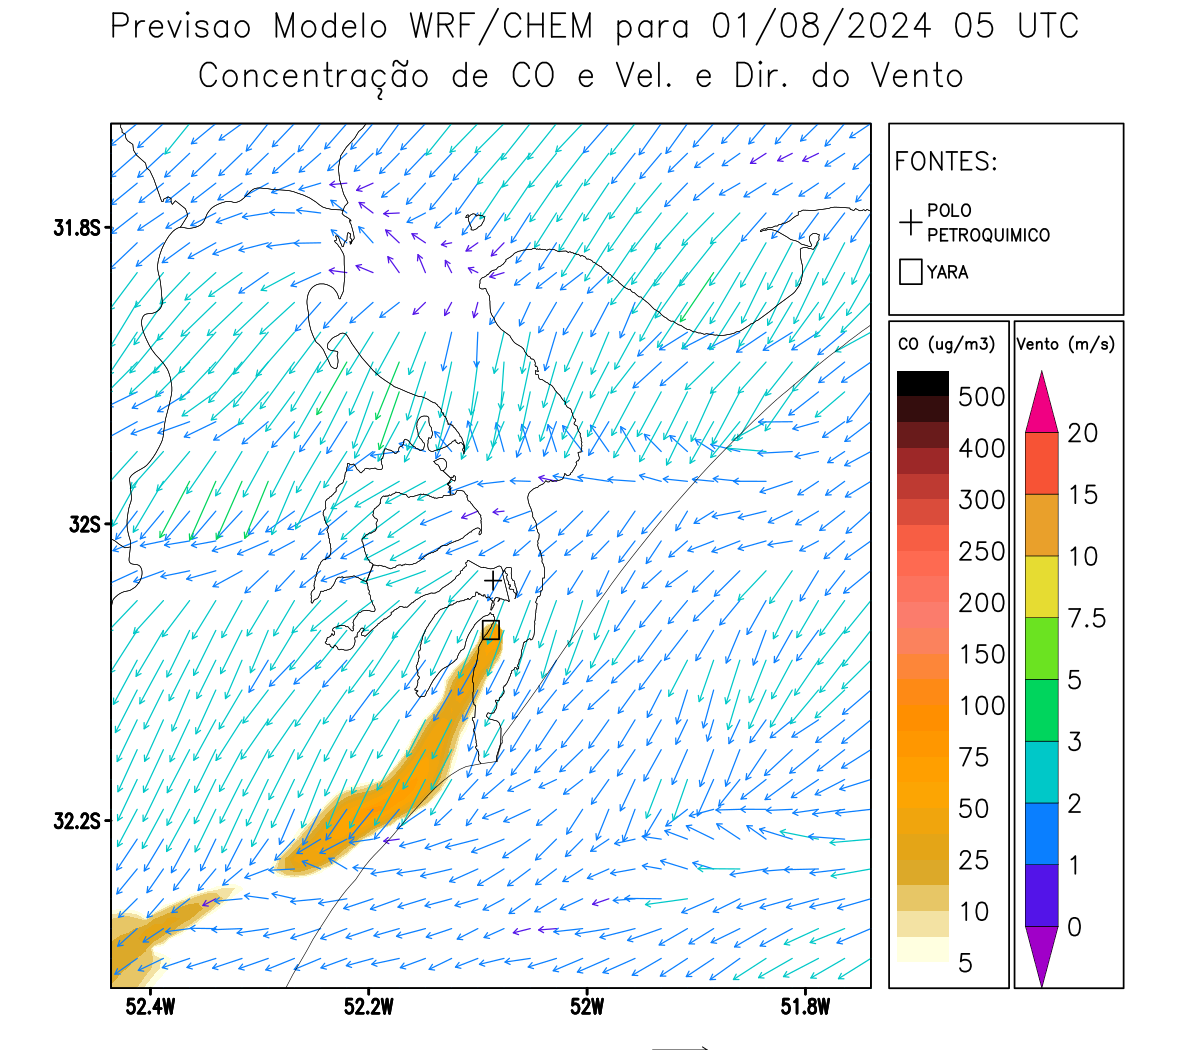 Previsao Modelo WRF/CHEM para 01/08/2024 05 UTC
Concentração de CO e Vel. e Dir. do Vento
FONTES:
POLO
PETROQUIMICO
YARA
CO (ug/m3)
500
400
300
250
200
150
100
75
50
25
10
5
Vento (m/s)
20
15
10
7.5
5
3
2
1
0
31.8S
32S
32.2S
52.4W
52.2W
52W
51.8W